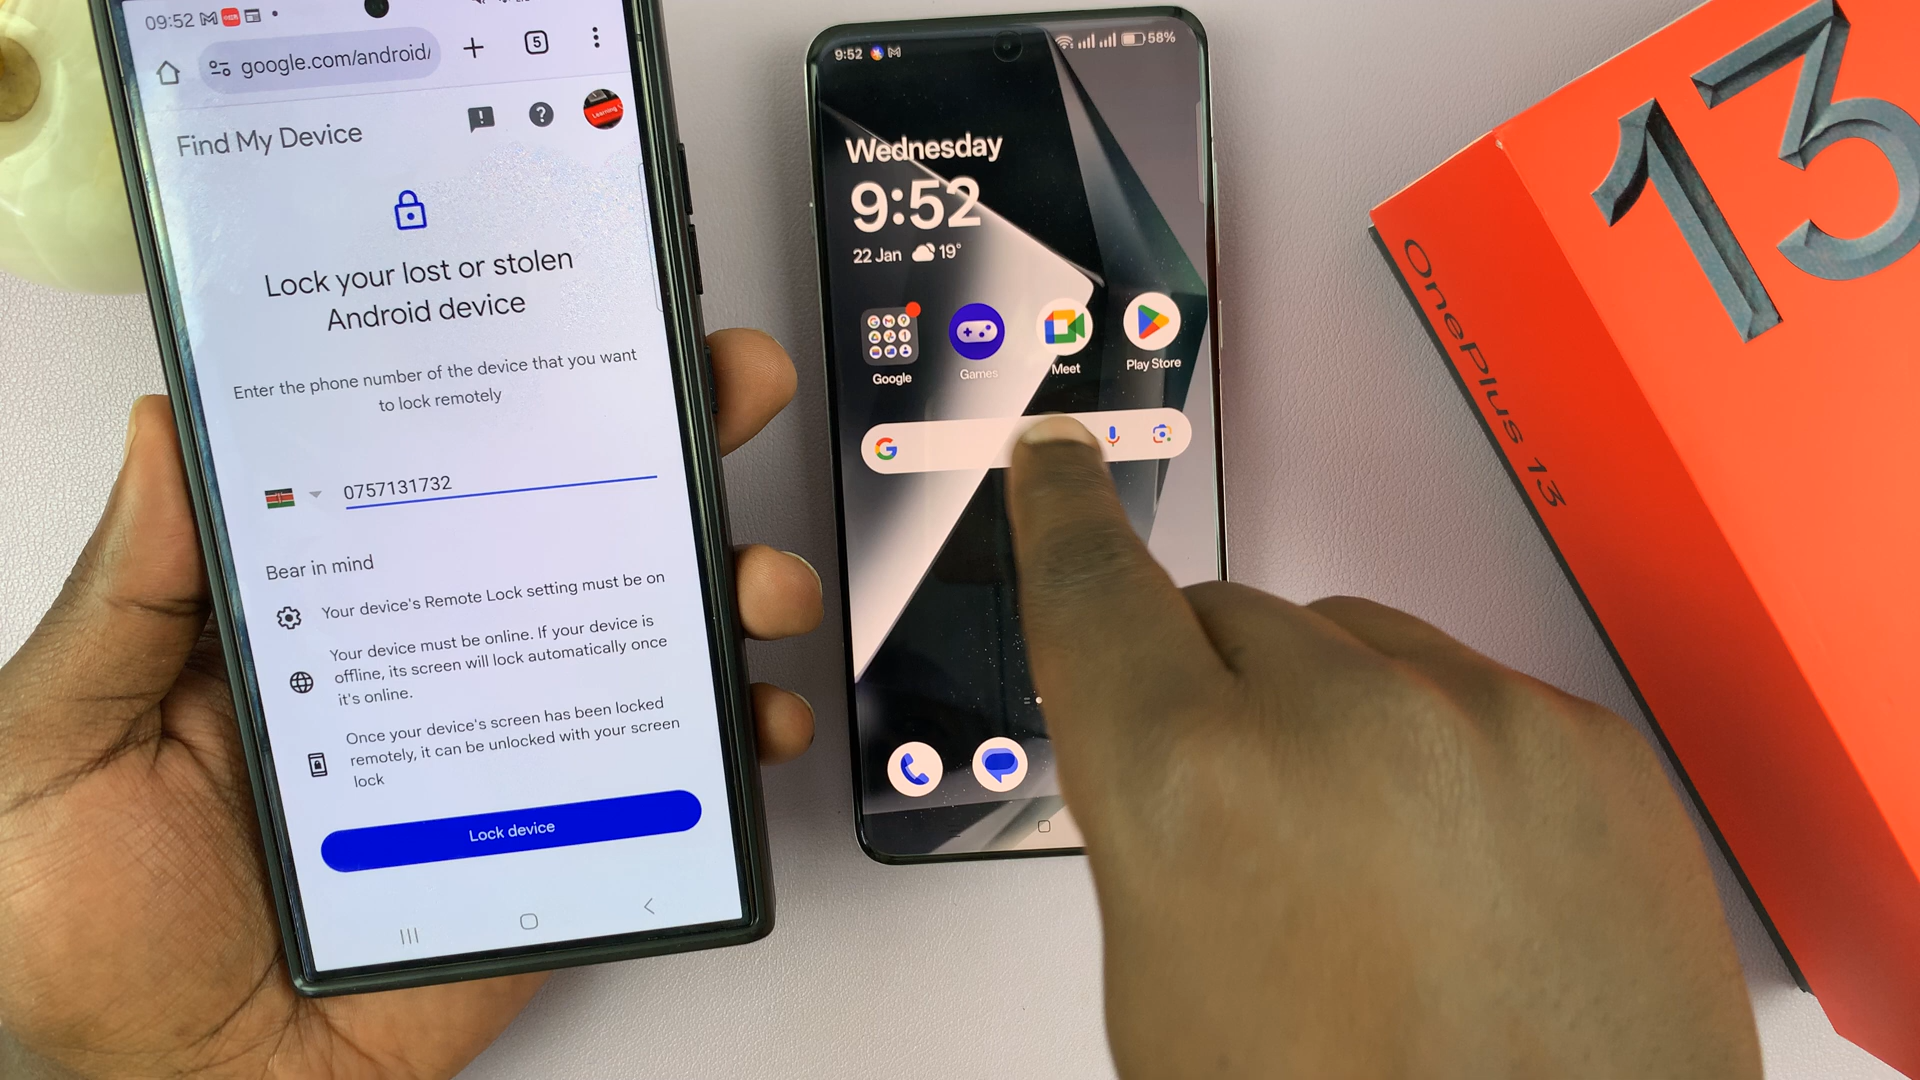 09:52
google.com/android/
5
Find My Device
Learning
Lock your lost or stolen
Android device
Enter the phone number of the device that you want
to lock remotely
0757131732
Bear in mind
Your device's Remote Lock setting must be on
Your device must be online. If your device is
offline, its screen will lock automatically once
it's online.
Once your device's screen has been locked
remotely, it can be unlocked with your screen
lock
Lock device
9:52
58%
Wednesday
9:52
22 Jan 19°
Google
Games
Meet
Play Store
13
OnePlus 13